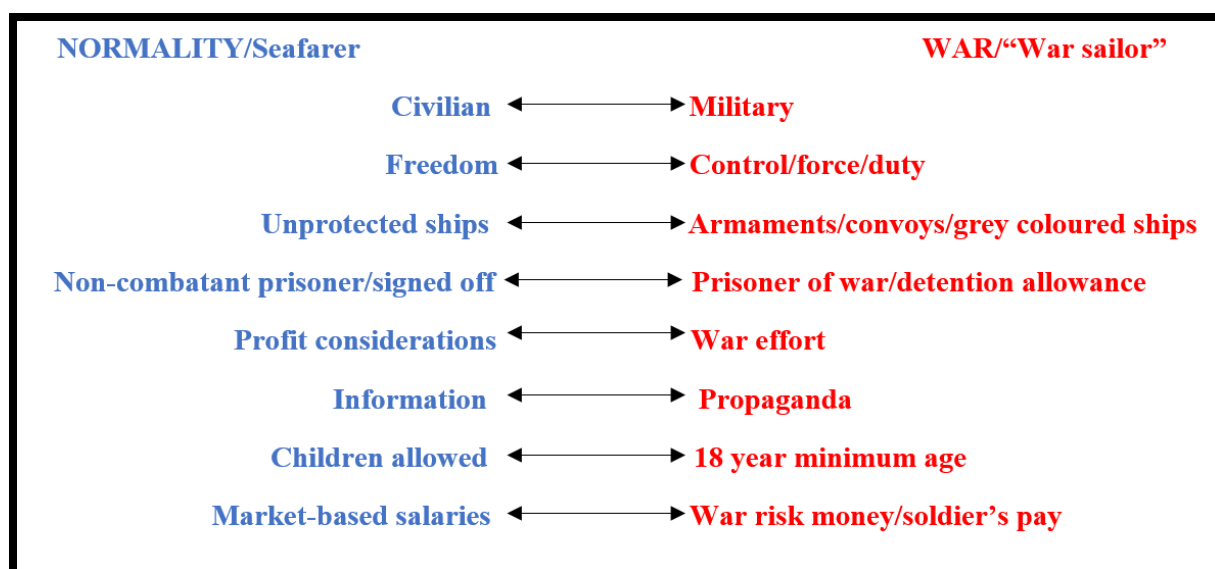 NORMALITY/Seafarer WAR/“War sailor”
Civilian Military
Freedom Control/force/duty
Unprotected ships Armaments/convoys/grey coloured ships
Non-combatant prisoner/signed off Prisoner of war/detention allowance
Profit considerations War effort
Information Propaganda
Children allowed 18 year minimum age
Market-based salaries War risk money/soldier’s pay